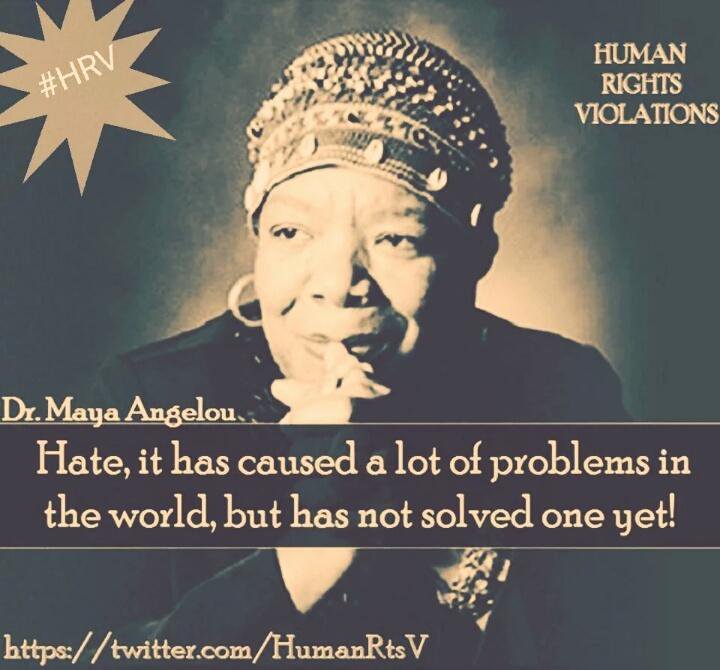 #HRV
HUMAN
RIGHTS
VIOLATIONS
Dr. Maya Angelou
Hate, it has caused a lot of problems in
the world, but has not solved one yet!
https://twitter.com/HumanRtsV